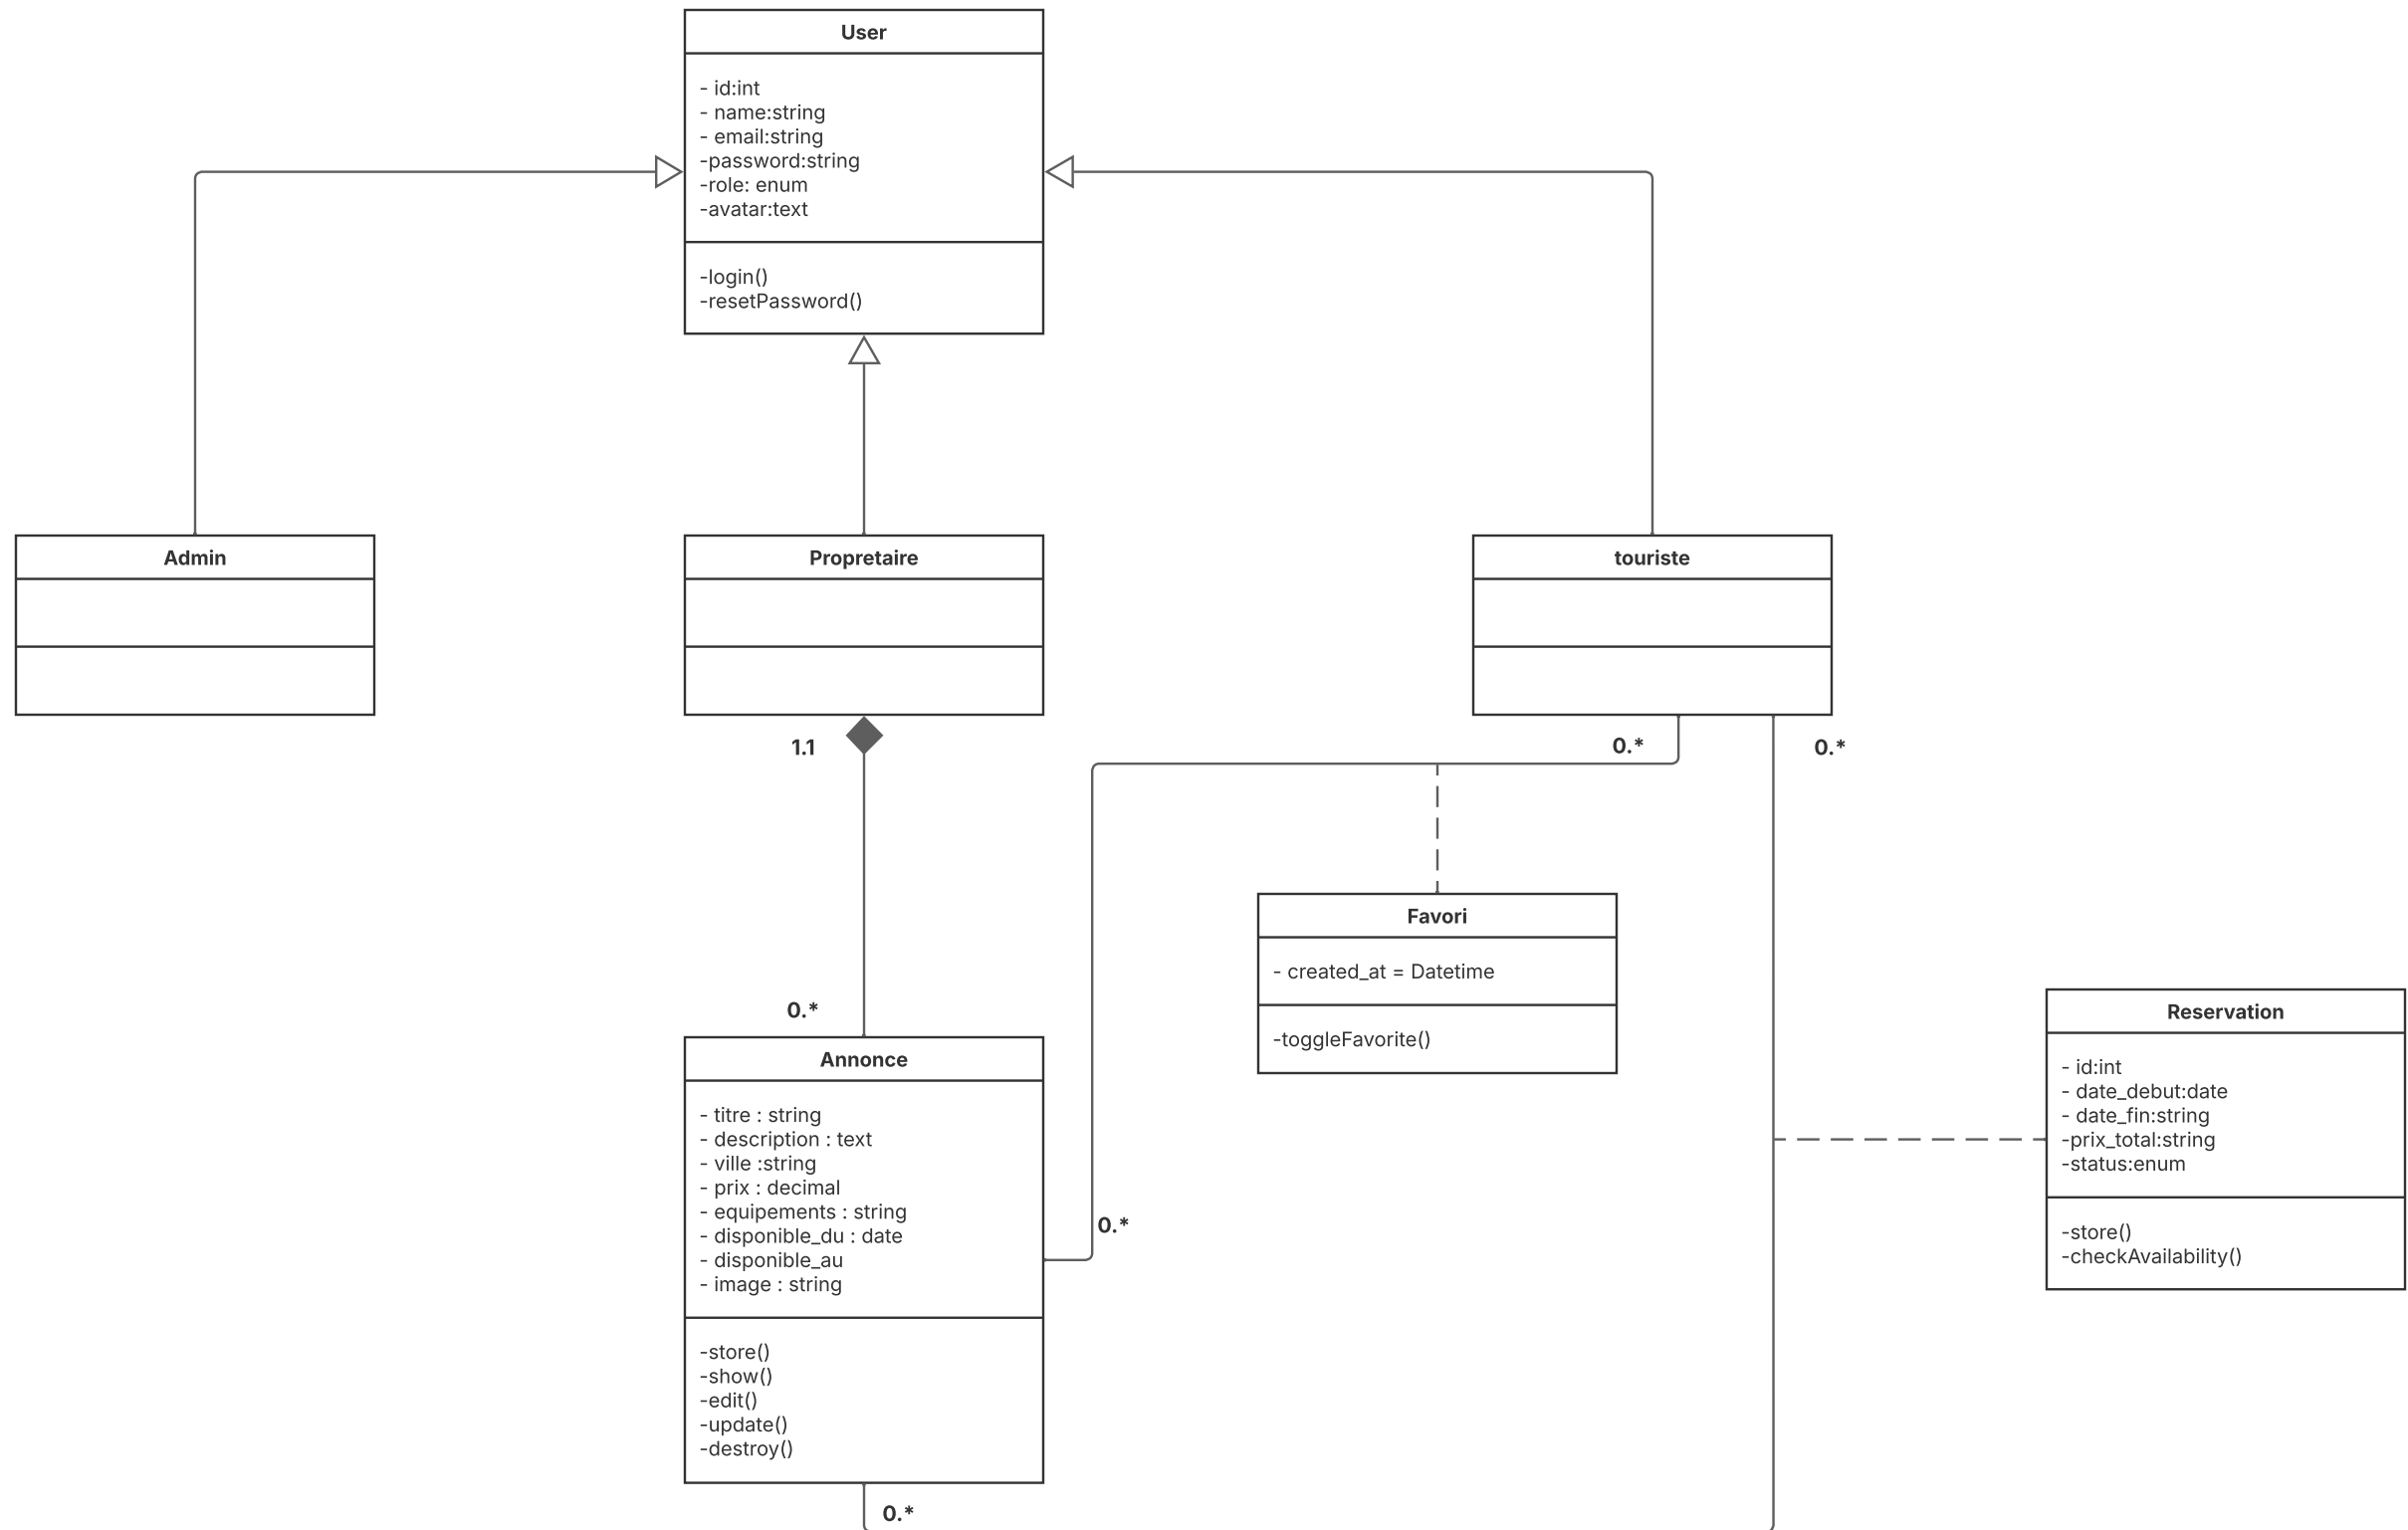 User
- id:int
- name:string
- email:string
-password:string
-role: enum
-avatar:text
-login()
-resetPassword()
Admin
Propretaire
touriste
1.1
0.*
0.*
0.*
Favori
- created_at = Datetime
-toggleFavorite()
Reservation
- id:int
- date_debut:date
- date_fin:string
-prix_total:string
-status:enum
-store()
-checkAvailability()
Annonce
- titre : string
- description : text
- ville :string
- prix : decimal
- equipements : string
- disponible_du : date
- disponible_au
- image : string
0.*
-store()
-show()
-edit()
-update()
-destroy()
0.*